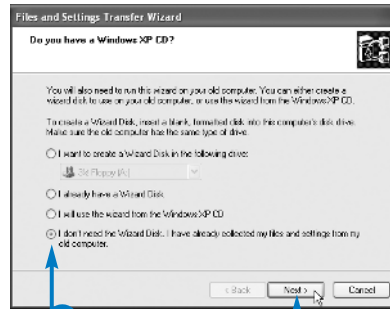 Files and Settings Transfer Wizard
Do you have a Windows XP CD?
You will also need to run this wizard on your old computer. You can either create a
wizard disk to use on your old computer, or use the wizard from the Windows XP CD.
To create a Wizard Disk, insert a blank, formatted disk into this computer's disk drive.
Make sure the old computer has the same type of drive.
I want to create a Wizard Disk in the following drive:
3½ Floppy (A:)
I already have a Wizard Disk
I will use the wizard from the Windows XP CD
I don't need the Wizard Disk. I have already collected my files and settings from my
old computer.
< Back Next > Cancel